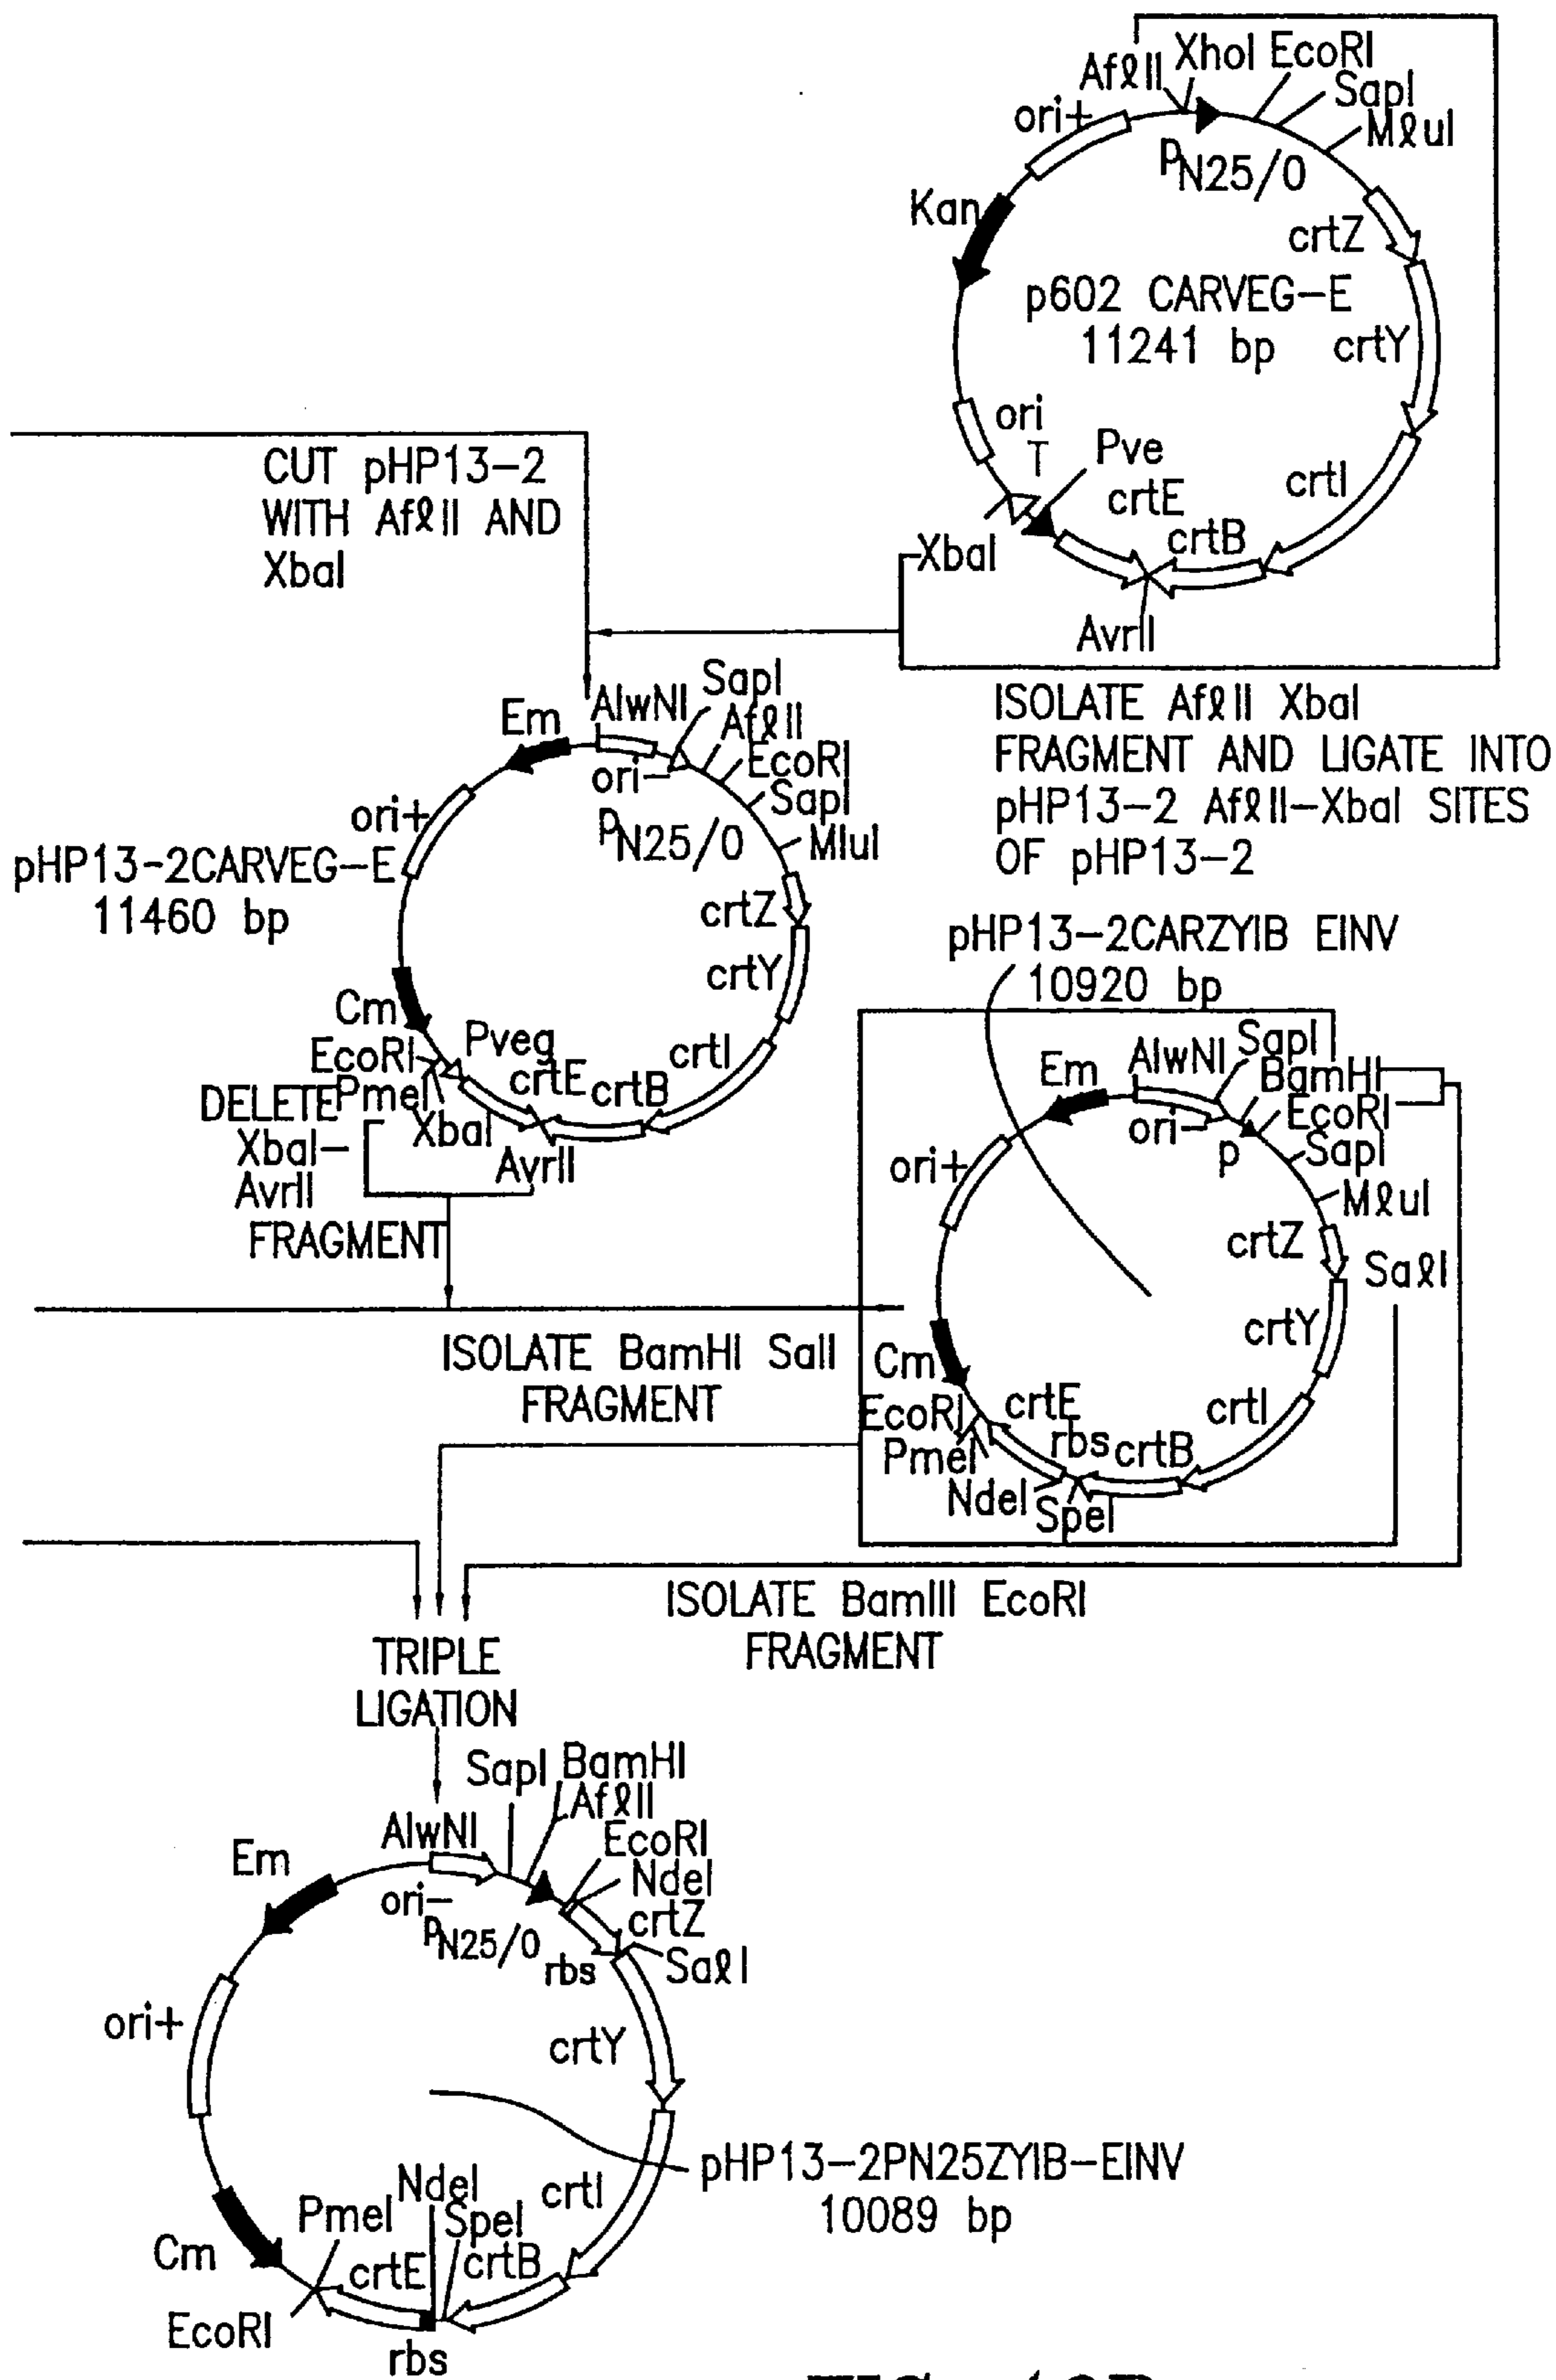 AfℓII XhoI EcoRI
SapI
MℓuI
ori+
PN25/0
Kan
crtZ
p602 CARVEG-E
11241 bp
crtY
ori
T
Pve
crtE
crtI
crtB
XbaI
AvrII
CUT pHP13-2
WITH AfℓII AND
XbaI
ISOLATE AfℓII XbaI
FRAGMENT AND LIGATE INTO
pHP13-2 AfℓII-XbaI SITES
OF pHP13-2
Em
AlwNI
SapI
AfℓII
EcoRI
SapI
MluI
ori-
ori+
PN25/0
pHP13-2CARVEG-E
11460 bp
crtZ
crtY
Cm
EcoRI
Pveg
crtI
crtE
crtB
PmeI
XbaI
AvrII
DELETE
XbaI-
AvrII
FRAGMENT
pHP13-2CARZYIB EINV
10920 bp
Em
AlwNI
SapI
BamHI
EcoRI
ori-
p
SapI
ori+
MℓuI
crtZ
SaℓI
crtY
Cm
EcoRI
crtE
crtI
PmeI
rbs
crtB
NdeI
SpeI
ISOLATE BamHI SalI
FRAGMENT
ISOLATE BamIII EcoRI
FRAGMENT
TRIPLE
LIGATION
SapI
BamHI
AfℓII
AlwNI
EcoRI
Em
NdeI
ori-
crtZ
PN25/0
rbs
SaℓI
ori+
crtY
pHP13-2PN25ZYIB-EINV
10089 bp
NdeI
PmeI
SpeI
crtI
Cm
crtE
crtB
EcoRI
rbs